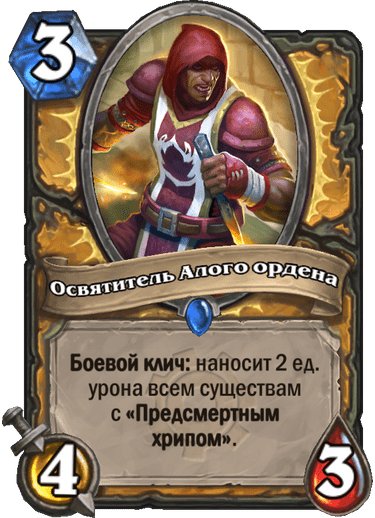 3
Освятитель Алого ордена
Боевой клич: наносит 2 ед.
урона всем существам
с «Предсмертным
хрипом».
4
3